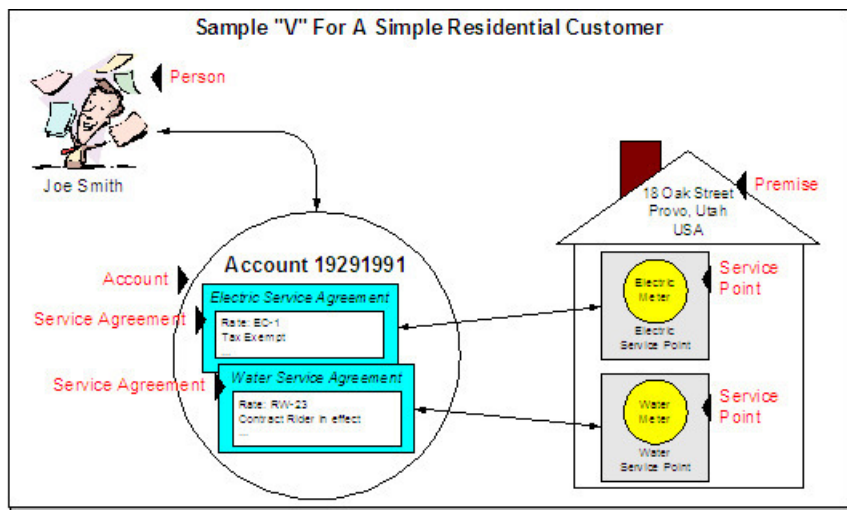 Sample "V" For A Simple Residential Customer
Person
Joe Smith
18 Oak Street
Provo, Utah
USA
Premise
Account 19291991
Account
Electric Service Agreement
Service Agreement
Rate: EC-1
Tax Exempt
...
Water Service Agreement
Service Agreement
Rate: RW-23
Contract Rider in effect
...
Electric
Meter
Electric
Service Point
Service
Point
Water
Meter
Water
Service Point
Service
Point